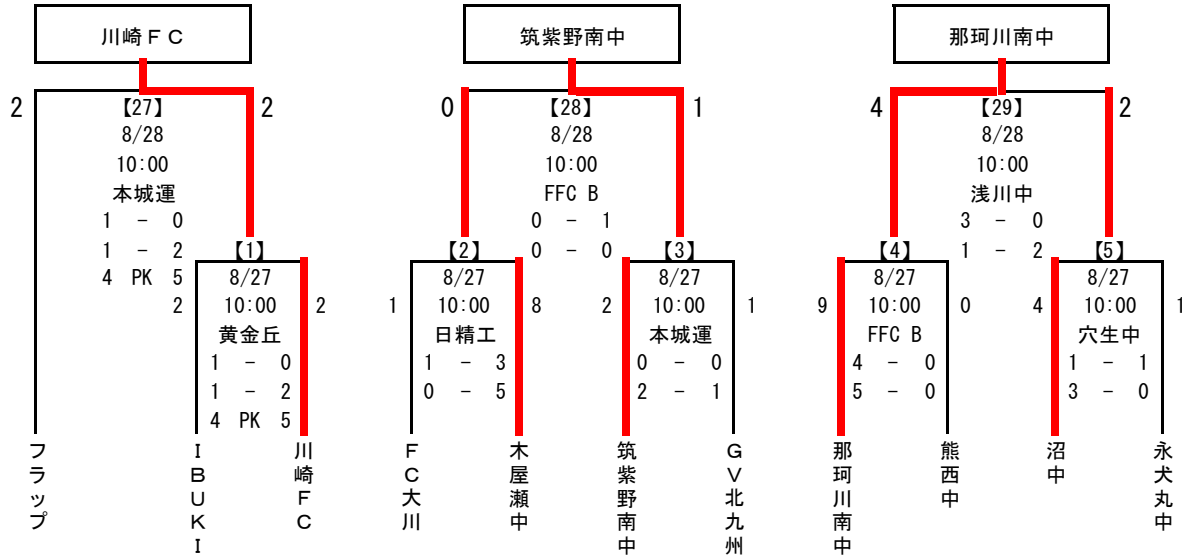 川崎ＦＣ
筑紫野南中
那珂川南中
2 【27】 2
8/28
10:00
本城運
1 － 0
1 － 2
4 PK 5
0 【28】 1
8/28
10:00
FFC B
0 － 1
0 － 0
4 【29】 2
8/28
10:00
浅川中
3 － 0
1 － 2
【1】
8/27
2 10:00 2
黄金丘
1 － 0
1 － 2
4 PK 5
【2】
8/27
1 10:00 8
日精工
1 － 3
0 － 5
【3】
8/27
2 10:00 1
本城運
0 － 0
2 － 1
【4】
8/27
9 10:00 0
FFC B
4 － 0
5 － 0
【5】
8/27
4 10:00 1
穴生中
1 － 1
3 － 0
フラップ
ＩＢＵＫＩ
川崎ＦＣ
ＦＣ大川
木屋瀬中
筑紫野南中
ＧＶ北九州
那珂川南中
熊西中
沼中
永犬丸中